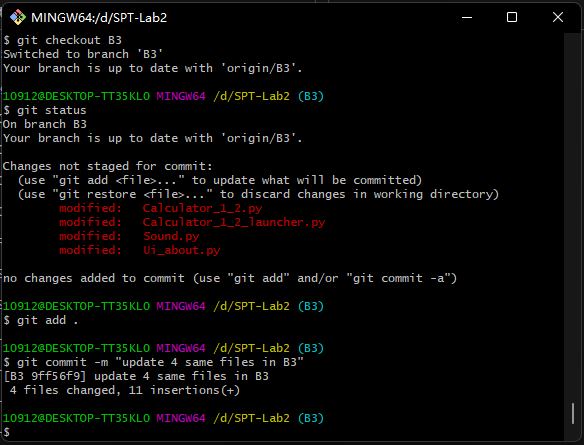 MINGW64:/d/SPT-Lab2
$ git checkout B3
Switched to branch 'B3'
Your branch is up to date with 'origin/B3'.
10912@DESKTOP-TT35KLO MINGW64 /d/SPT-Lab2 (B3)
$ git status
On branch B3
Your branch is up to date with 'origin/B3'.
Changes not staged for commit:
(use "git add <file>..." to update what will be committed)
(use "git restore <file>..." to discard changes in working directory)
modified: Calculator_1_2.py
modified: Calculator_1_2_launcher.py
modified: Sound.py
modified: Ui_about.py
no changes added to commit (use "git add" and/or "git commit -a")
10912@DESKTOP-TT35KLO MINGW64 /d/SPT-Lab2 (B3)
$ git add .
10912@DESKTOP-TT35KLO MINGW64 /d/SPT-Lab2 (B3)
$ git commit -m "update 4 same files in B3"
[B3 9ff56f9] update 4 same files in B3
4 files changed, 11 insertions(+)
10912@DESKTOP-TT35KLO MINGW64 /d/SPT-Lab2 (B3)
$